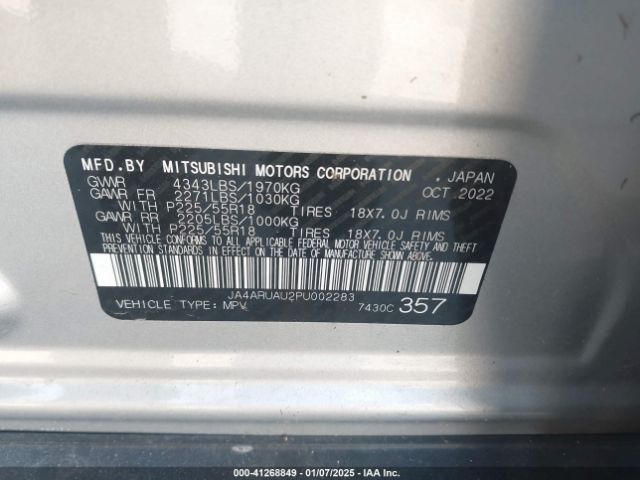 MFD.BY MITSUBISHI MOTORS CORPORATION . JAPAN
GVWR 4343LBS/1970KG OCT.2022
GAWR FR 2271LBS/1030KG
WITH P225/55R18 TIRES 18X7.0J RIMS
GAWR RR 2205LBS/1000KG
WITH P225/55R18 TIRES 18X7.0J RIMS
THIS VEHICLE CONFORMS TO ALL APPLICABLE FEDERAL MOTOR VEHICLE SAFETY AND THEFT
PREVENTION STANDARDS IN EFFECT ON THE DATE OF MANUFACTURE SHOWN ABOVE.
JA4ARUAU2PU002283
VEHICLE TYPE: MPV 7430C 357
000-41268849 — 01/07/2025 — IAA Inc.